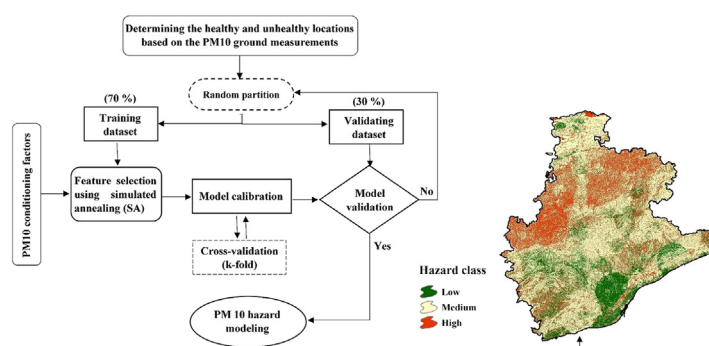 Determining the healthy and unhealthy locations
based on the PM10 ground measurements
Random partition
(70 %)
(30 %)
Training
dataset
Validating
dataset
PM10 conditioning factors
Feature selection
using simulated
annealing (SA)
Model calibration
Model
validation
No
Yes
Cross-validation
(k-fold)
PM 10 hazard
modeling
Hazard class
Low
Medium
High